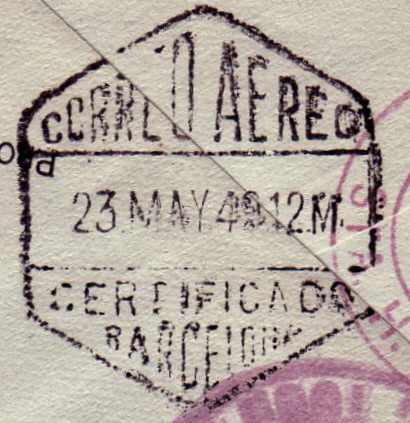 CORREO AEREO
23 MAY 49.12 M.
CERTIFICADO
BARCELONA